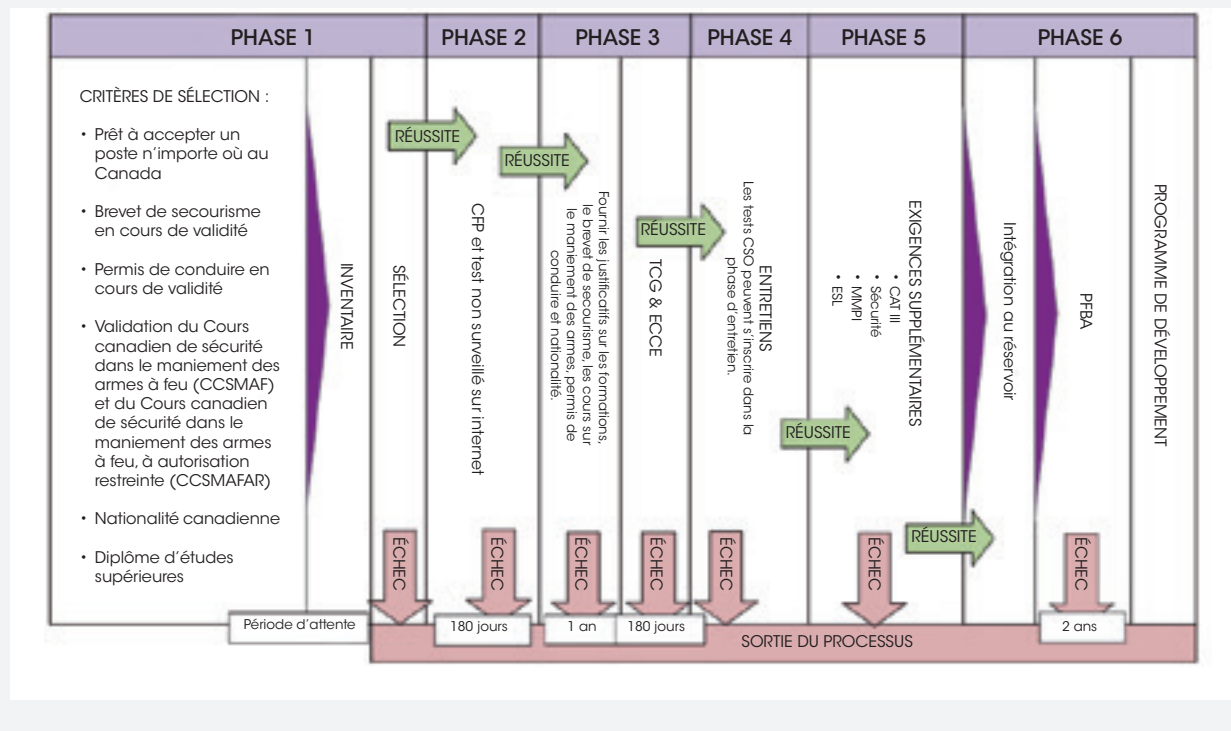 PHASE 1
PHASE 2
PHASE 3
PHASE 4
PHASE 5
PHASE 6
CRITÈRES DE SÉLECTION :
• Prêt à accepter un
poste n'importe où au
Canada
• Brevet de secourisme
en cours de validité
• Permis de conduire en
cours de validité
• Validation du Cours
canadien de sécurité
dans le maniement des
armes à feu (CCSMAF)
et du Cours canadien
de sécurité dans le
maniement des armes
à feu, à autorisation
restreinte (CCSMAFAR)
• Nationalité canadienne
• Diplôme d'études
supérieures
INVENTAIRE
SÉLECTION
RÉUSSITE
CFP et test non surveillé sur internet
RÉUSSITE
Fournir les justificatifs sur les formations,
le brevet de secourisme, les cours sur
le maniement des armes, permis de
conduire et nationalité.
RÉUSSITE
TCG & ECCE
ENTRETIENS
Les tests CSO peuvent s'inscrire dans la
phase d'entretien.
RÉUSSITE
EXIGENCES SUPPLÉMENTAIRES
• CAT III
• Sécurité
• MMPI
• ESL
RÉUSSITE
Intégration au réservoir
PFBA
PROGRAMME DE DÉVELOPPEMENT
ÉCHEC
ÉCHEC
ÉCHEC
ÉCHEC
ÉCHEC
ÉCHEC
ÉCHEC
Période d'attente
180 jours
1 an
180 jours
2 ans
SORTIE DU PROCESSUS